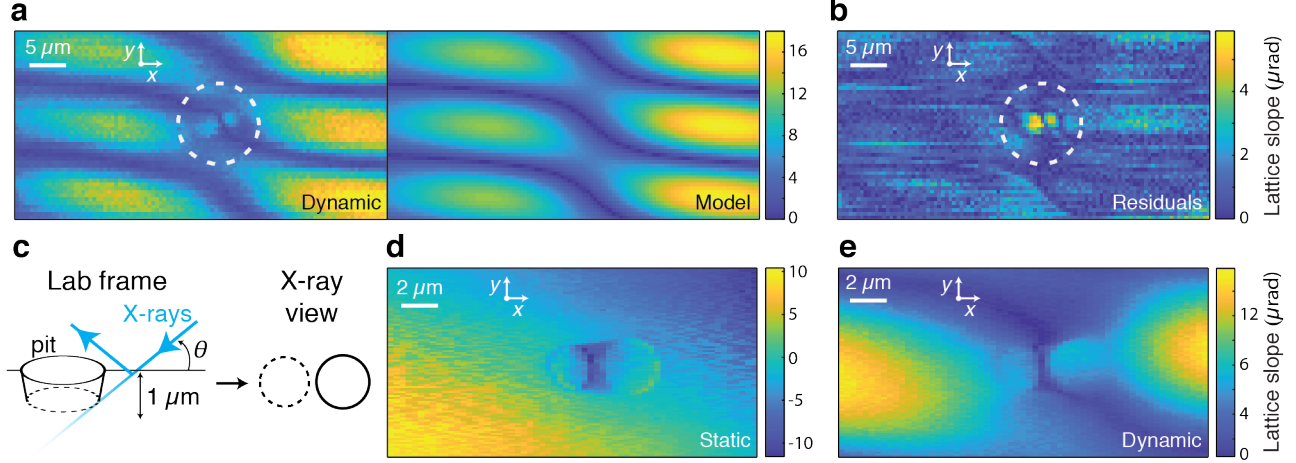 a
5 μm
y
x
Dynamic
Model
16
12
8
4
0
b
5 μm
y
x
Residuals
4
2
0
Lattice slope (μrad)
c
Lab frame
X-ray
view
X-rays
pit
θ
1 μm
d
2 μm
y
x
Static
10
5
0
-5
-10
e
2 μm
y
x
Dynamic
12
6
4
0
Lattice slope (μrad)